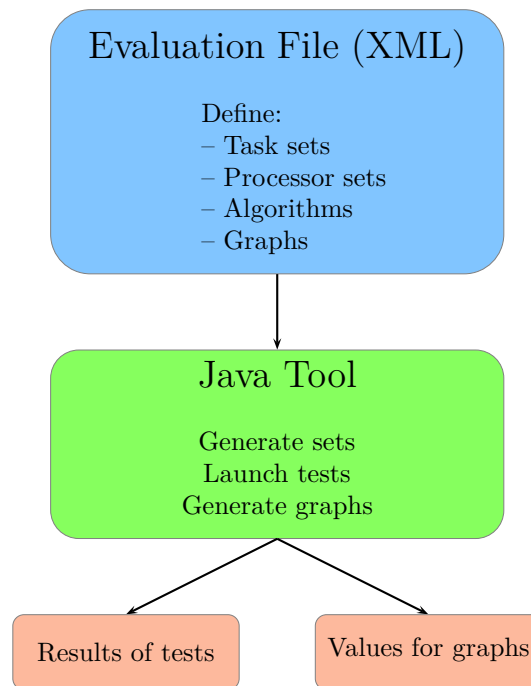 Evaluation File (XML)
Define:
– Task sets
– Processor sets
– Algorithms
– Graphs
Java Tool
Generate sets
Launch tests
Generate graphs
Results of tests
Values for graphs